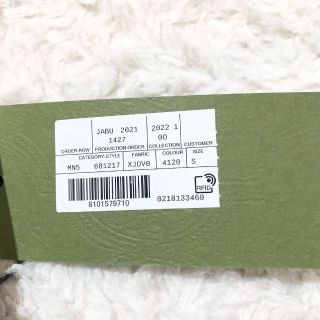 JABU 2021 2022 1
1427 00
ORDER.ROW PRODUCTION ORDER COLLECTION CUSTOMER
CATEGORY-STYLE FABRIC COLOUR SIZE
MN5 681217 XJDV0 4120 S
8101579710 0218133460
RFID